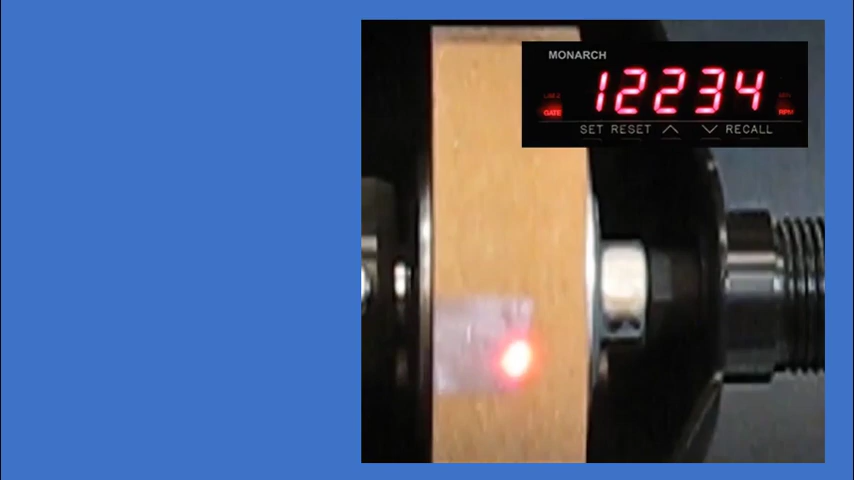 MONARCH
12234
GATE
RPM
SET RESET RECALL